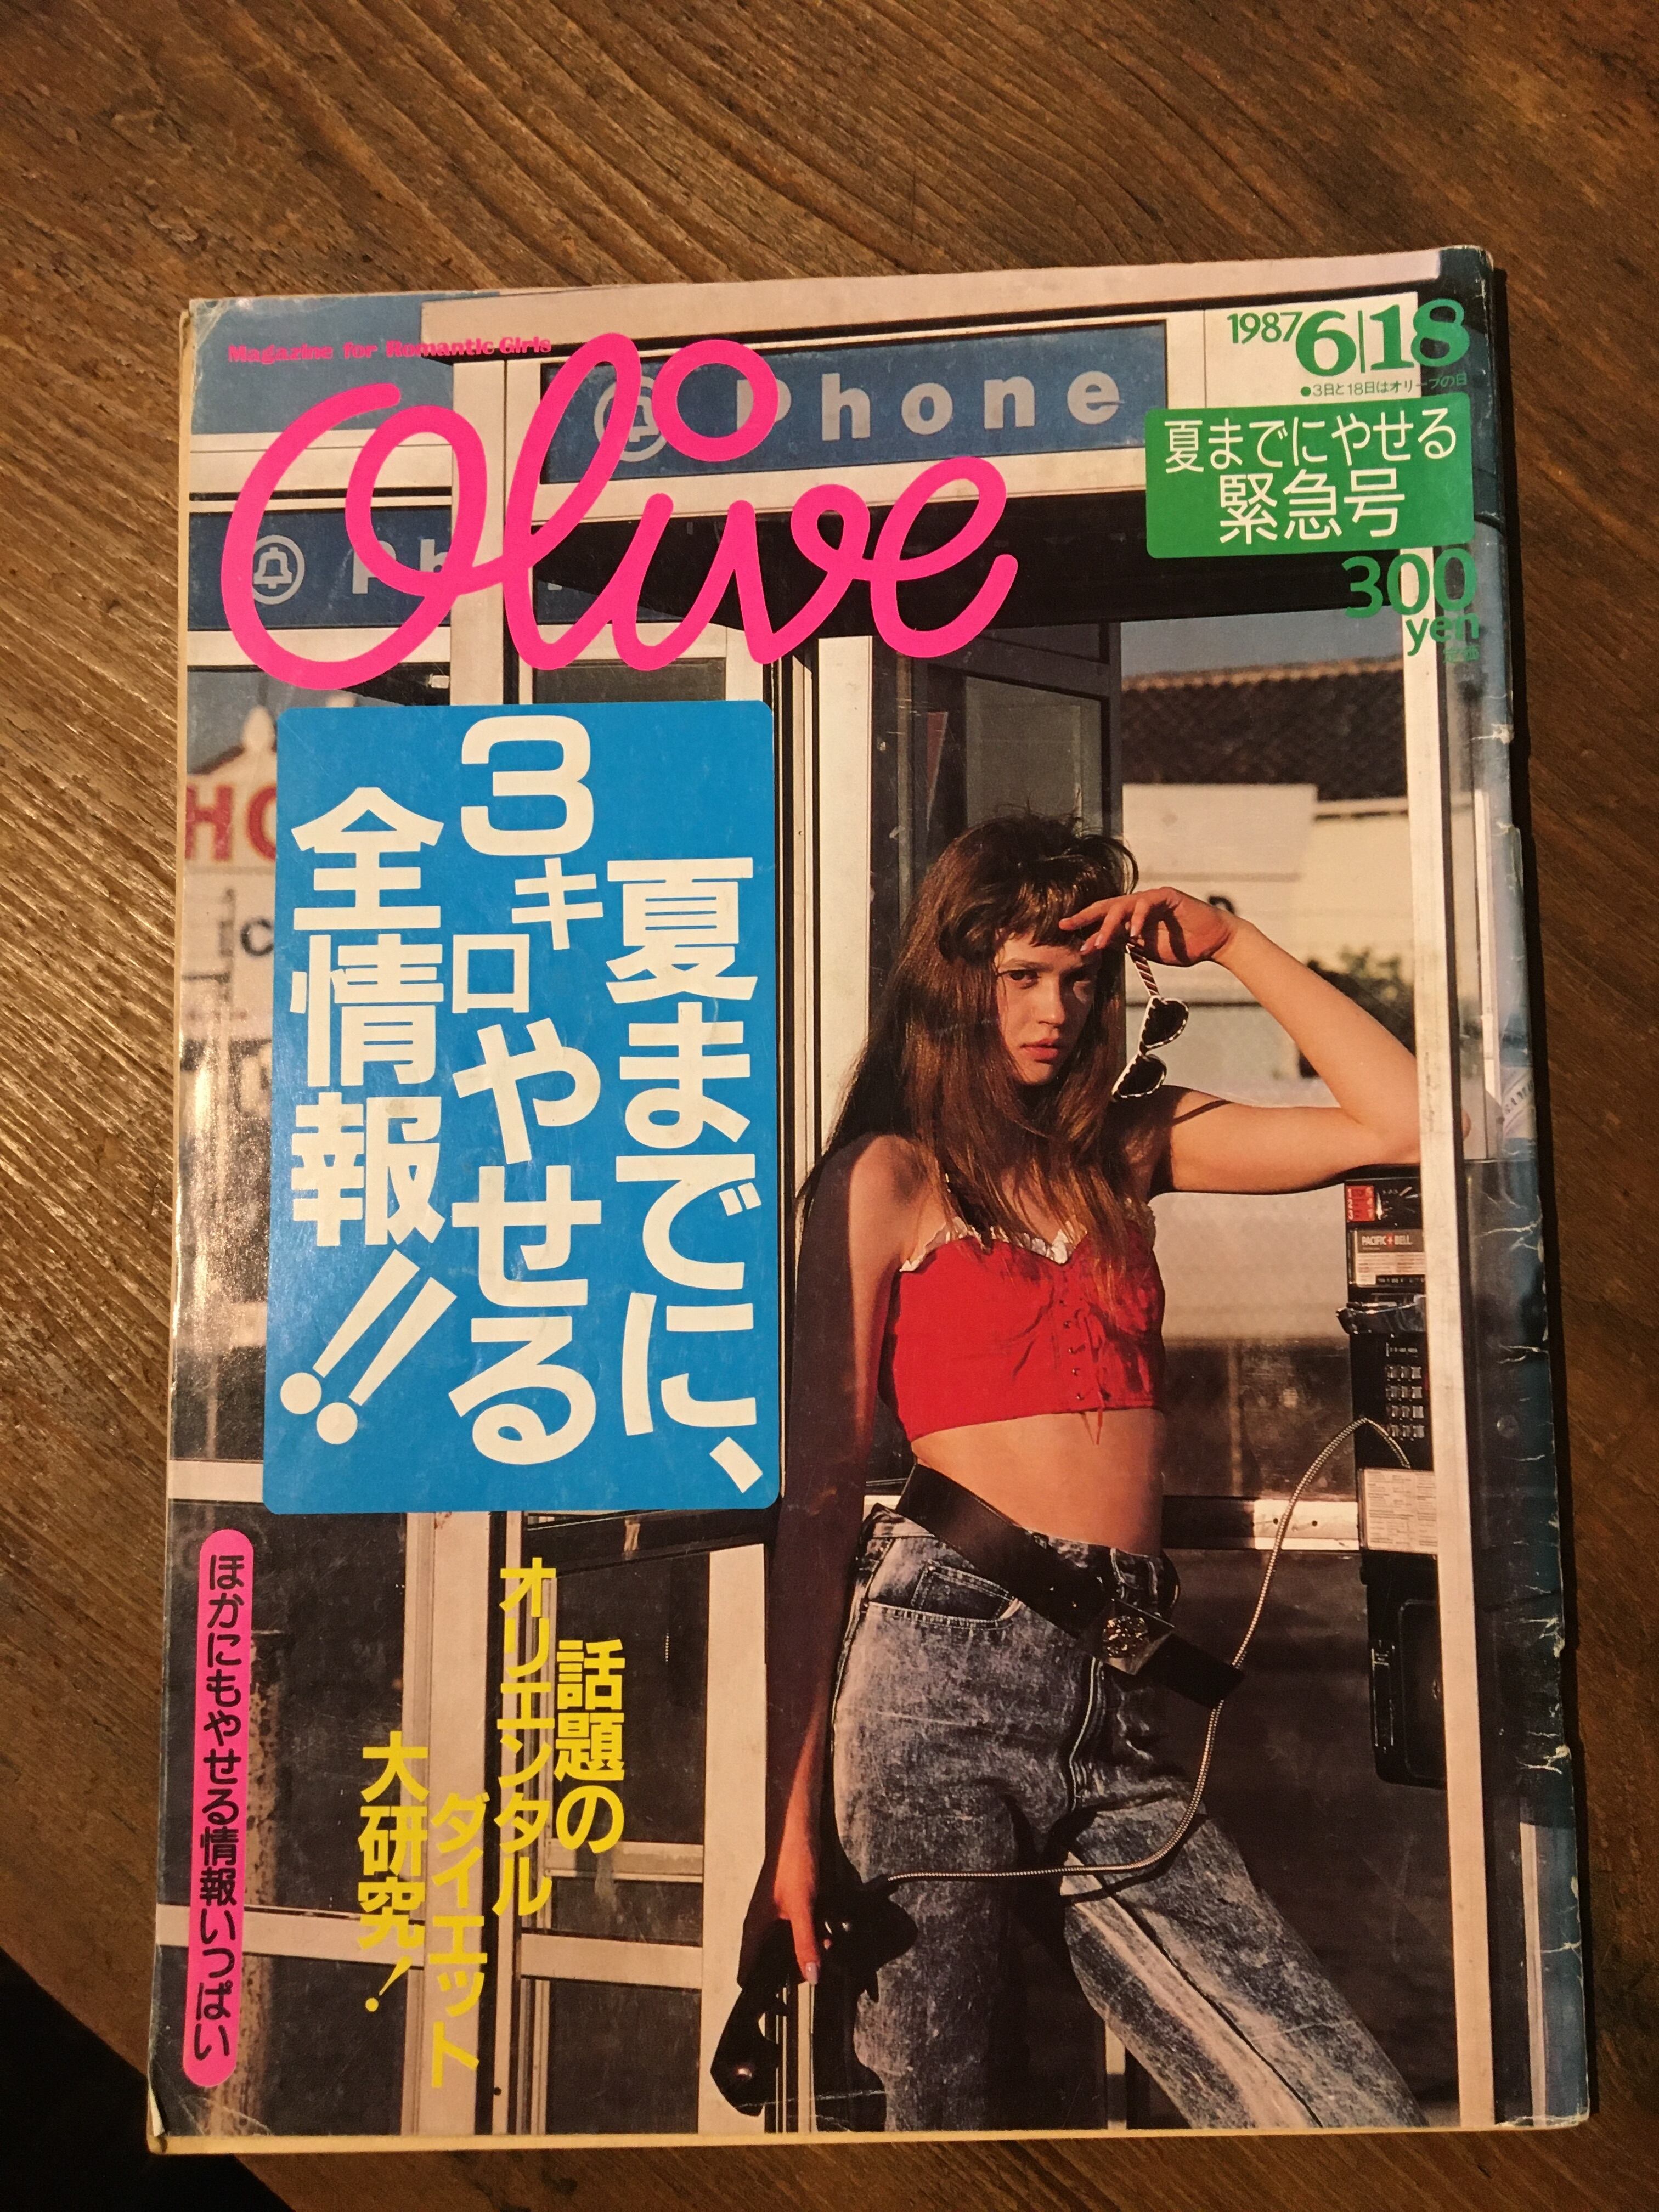 Magazine for Romantic Girls
Olive
1987 6|18
●3日と18日はオリーブの日
夏までにやせる
緊急号
300
yen
Phone
Ph
夏までに、
3キロやせる
全情報!!
話題の
オリエンタル
ダイエット
大研究!
ほかにもやせる情報いっぱい
HO
PACIFIC BELL